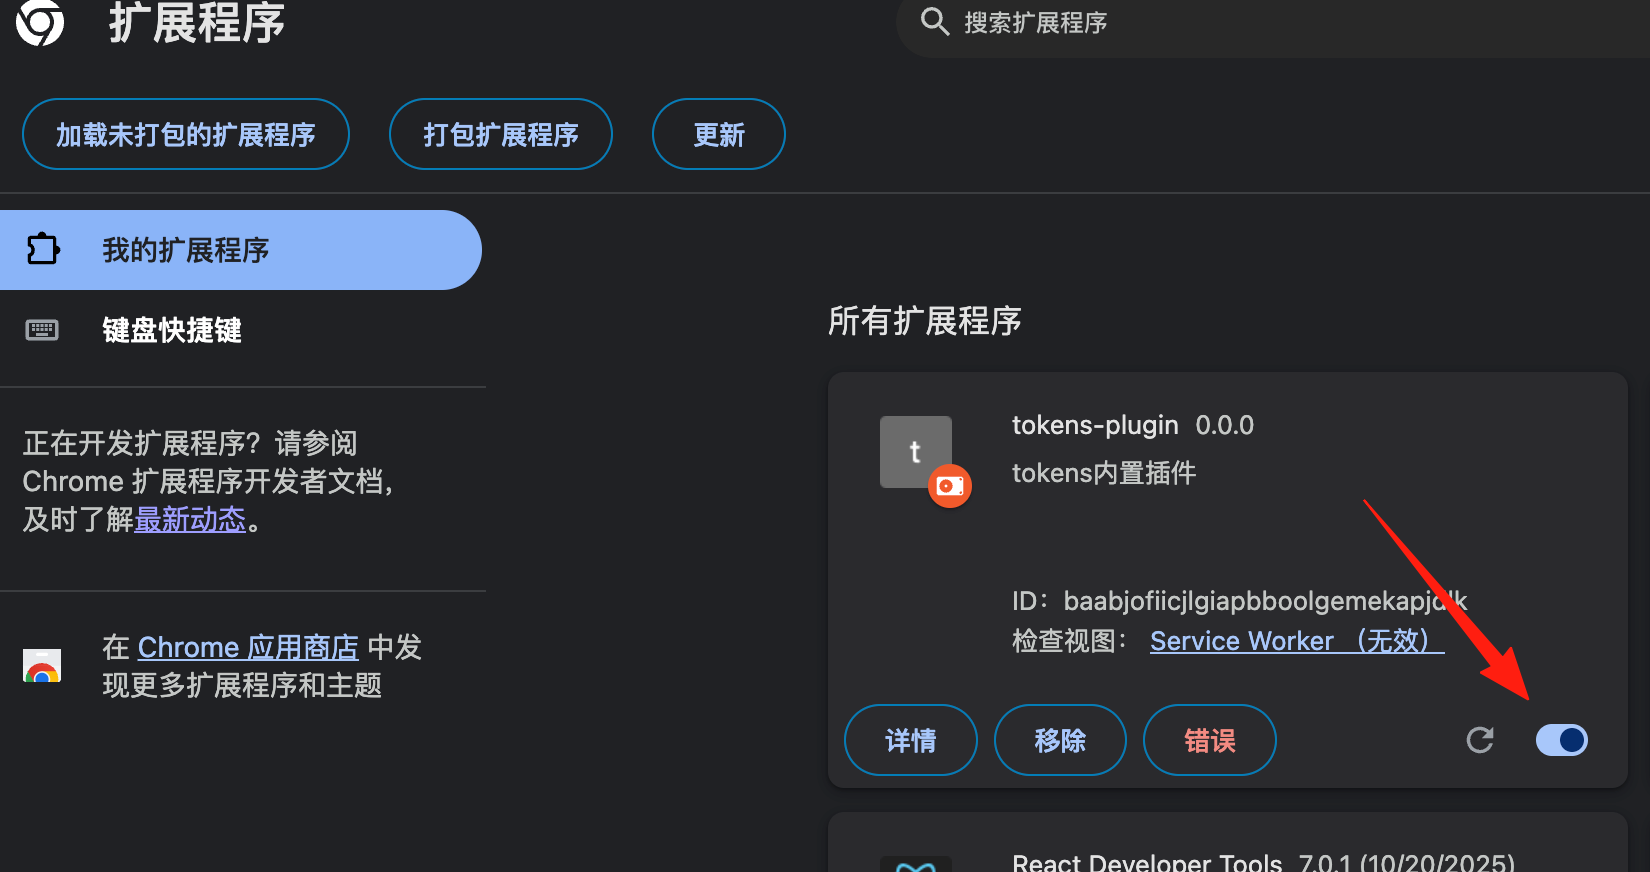 扩展程序
搜索扩展程序
加载未打包的扩展程序
打包扩展程序
更新
我的扩展程序
键盘快捷键
正在开发扩展程序？请参阅
Chrome 扩展程序开发者文档，
及时了解最新动态。
在 Chrome 应用商店 中发
现更多扩展程序和主题
所有扩展程序
t
tokens-plugin 0.0.0
tokens内置插件
ID：baabjofiicjlgiapbboolgemekapjdlk
检查视图： Service Worker （无效）
详情
移除
错误
React Developer Tools 7.0.1 (10/20/2025)